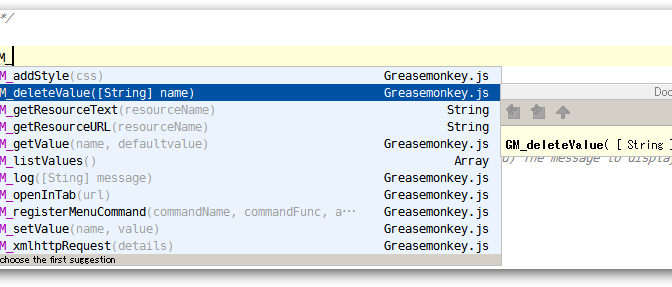 */
M_
M_addStyle(css) Greasemonkey.js
M_deleteValue([String] name) Greasemonkey.js
M_getResourceText(resourceName) String
M_getResourceURL(resourceName) String
M_getValue(name, defaultvalue) Greasemonkey.js
M_listValues() Array
M_log([Sting] message) Greasemonkey.js
M_openInTab(url) Greasemonkey.js
M_registerMenuCommand(commandName, commandFunc, a… Greasemonkey.js
M_setValue(name, value) Greasemonkey.js
M_xmlhttpRequest(details) Greasemonkey.js
choose the first suggestion
Doc
GM_deleteValue( [ String ]
d) The message to display